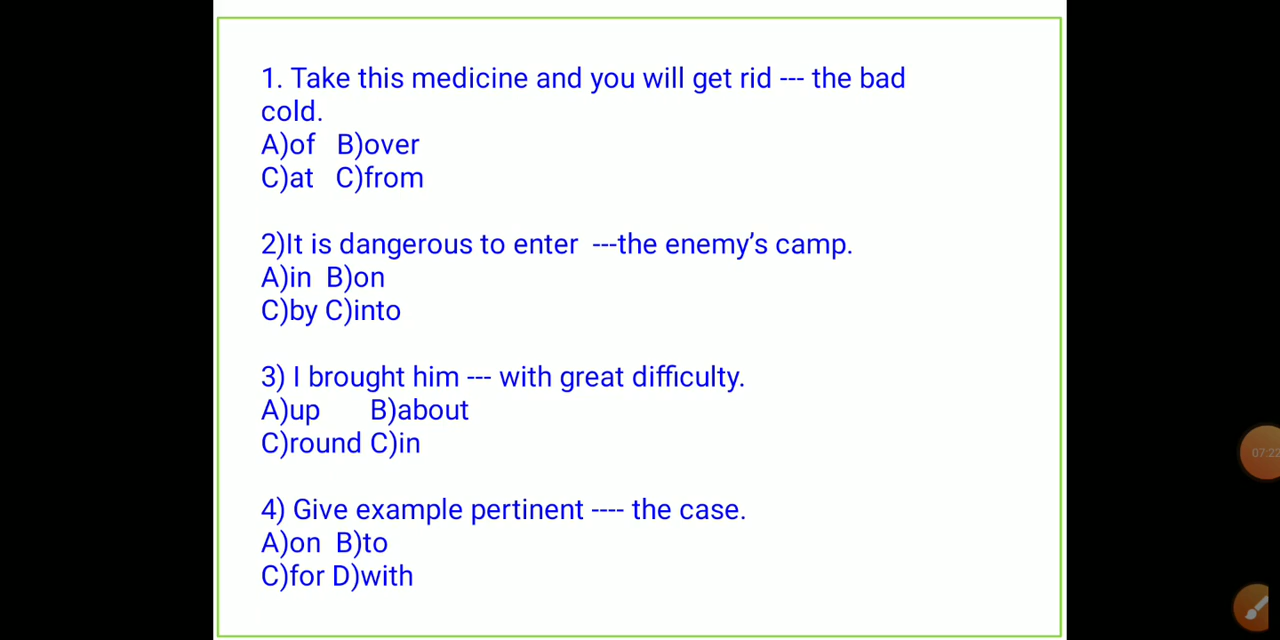 1. Take this medicine and you will get rid --- the bad
cold.
A)of B)over
C)at C)from
2)It is dangerous to enter ---the enemy’s camp.
A)in B)on
C)by C)into
3) I brought him --- with great difficulty.
A)up B)about
C)round C)in
4) Give example pertinent ---- the case.
A)on B)to
C)for D)with
07:22